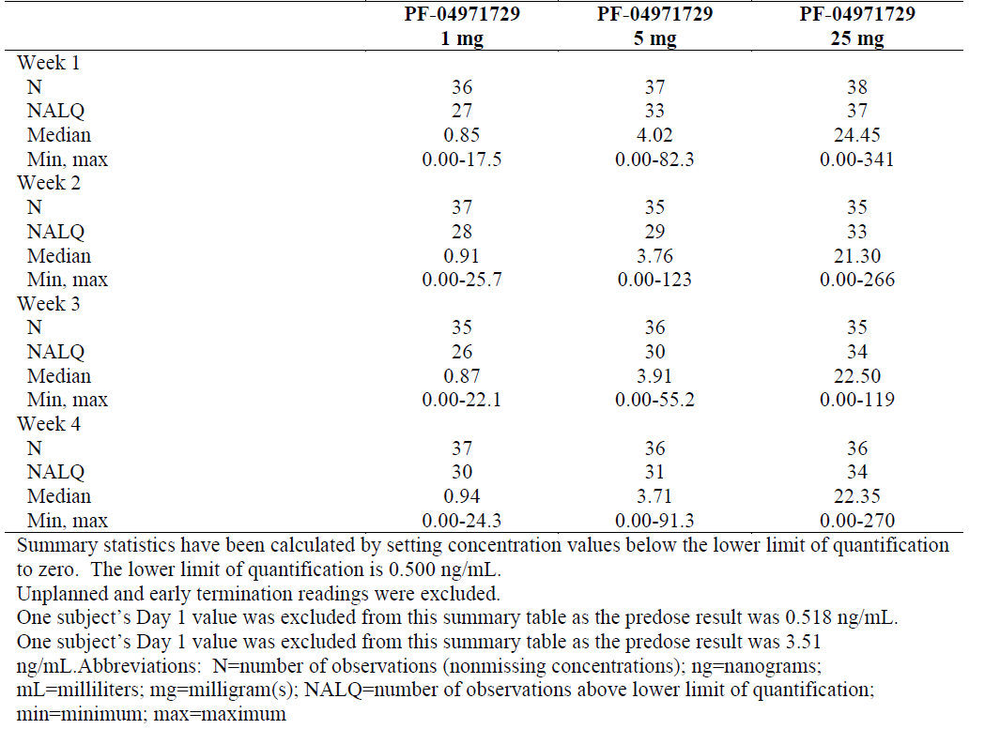 PF-04971729 PF-04971729 PF-04971729
1 mg 5 mg 25 mg
Week 1
N 36 37 38
NALQ 27 33 37
Median 0.85 4.02 24.45
Min, max 0.00-17.5 0.00-82.3 0.00-341
Week 2
N 37 35 35
NALQ 28 29 33
Median 0.91 3.76 21.30
Min, max 0.00-25.7 0.00-123 0.00-266
Week 3
N 35 36 35
NALQ 26 30 34
Median 0.87 3.91 22.50
Min, max 0.00-22.1 0.00-55.2 0.00-119
Week 4
N 37 36 36
NALQ 30 31 34
Median 0.94 3.71 22.35
Min, max 0.00-24.3 0.00-91.3 0.00-270
Summary statistics have been calculated by setting concentration values below the lower limit of quantification
to zero.  The lower limit of quantification is 0.500 ng/mL.
Unplanned and early termination readings were excluded.
One subject’s Day 1 value was excluded from this summary table as the predose result was 0.518 ng/mL.
One subject’s Day 1 value was excluded from this summary table as the predose result was 3.51
ng/mL.Abbreviations:  N=number of observations (nonmissing concentrations); ng=nanograms;
mL=milliliters; mg=milligram(s); NALQ=number of observations above lower limit of quantification;
min=minimum; max=maximum